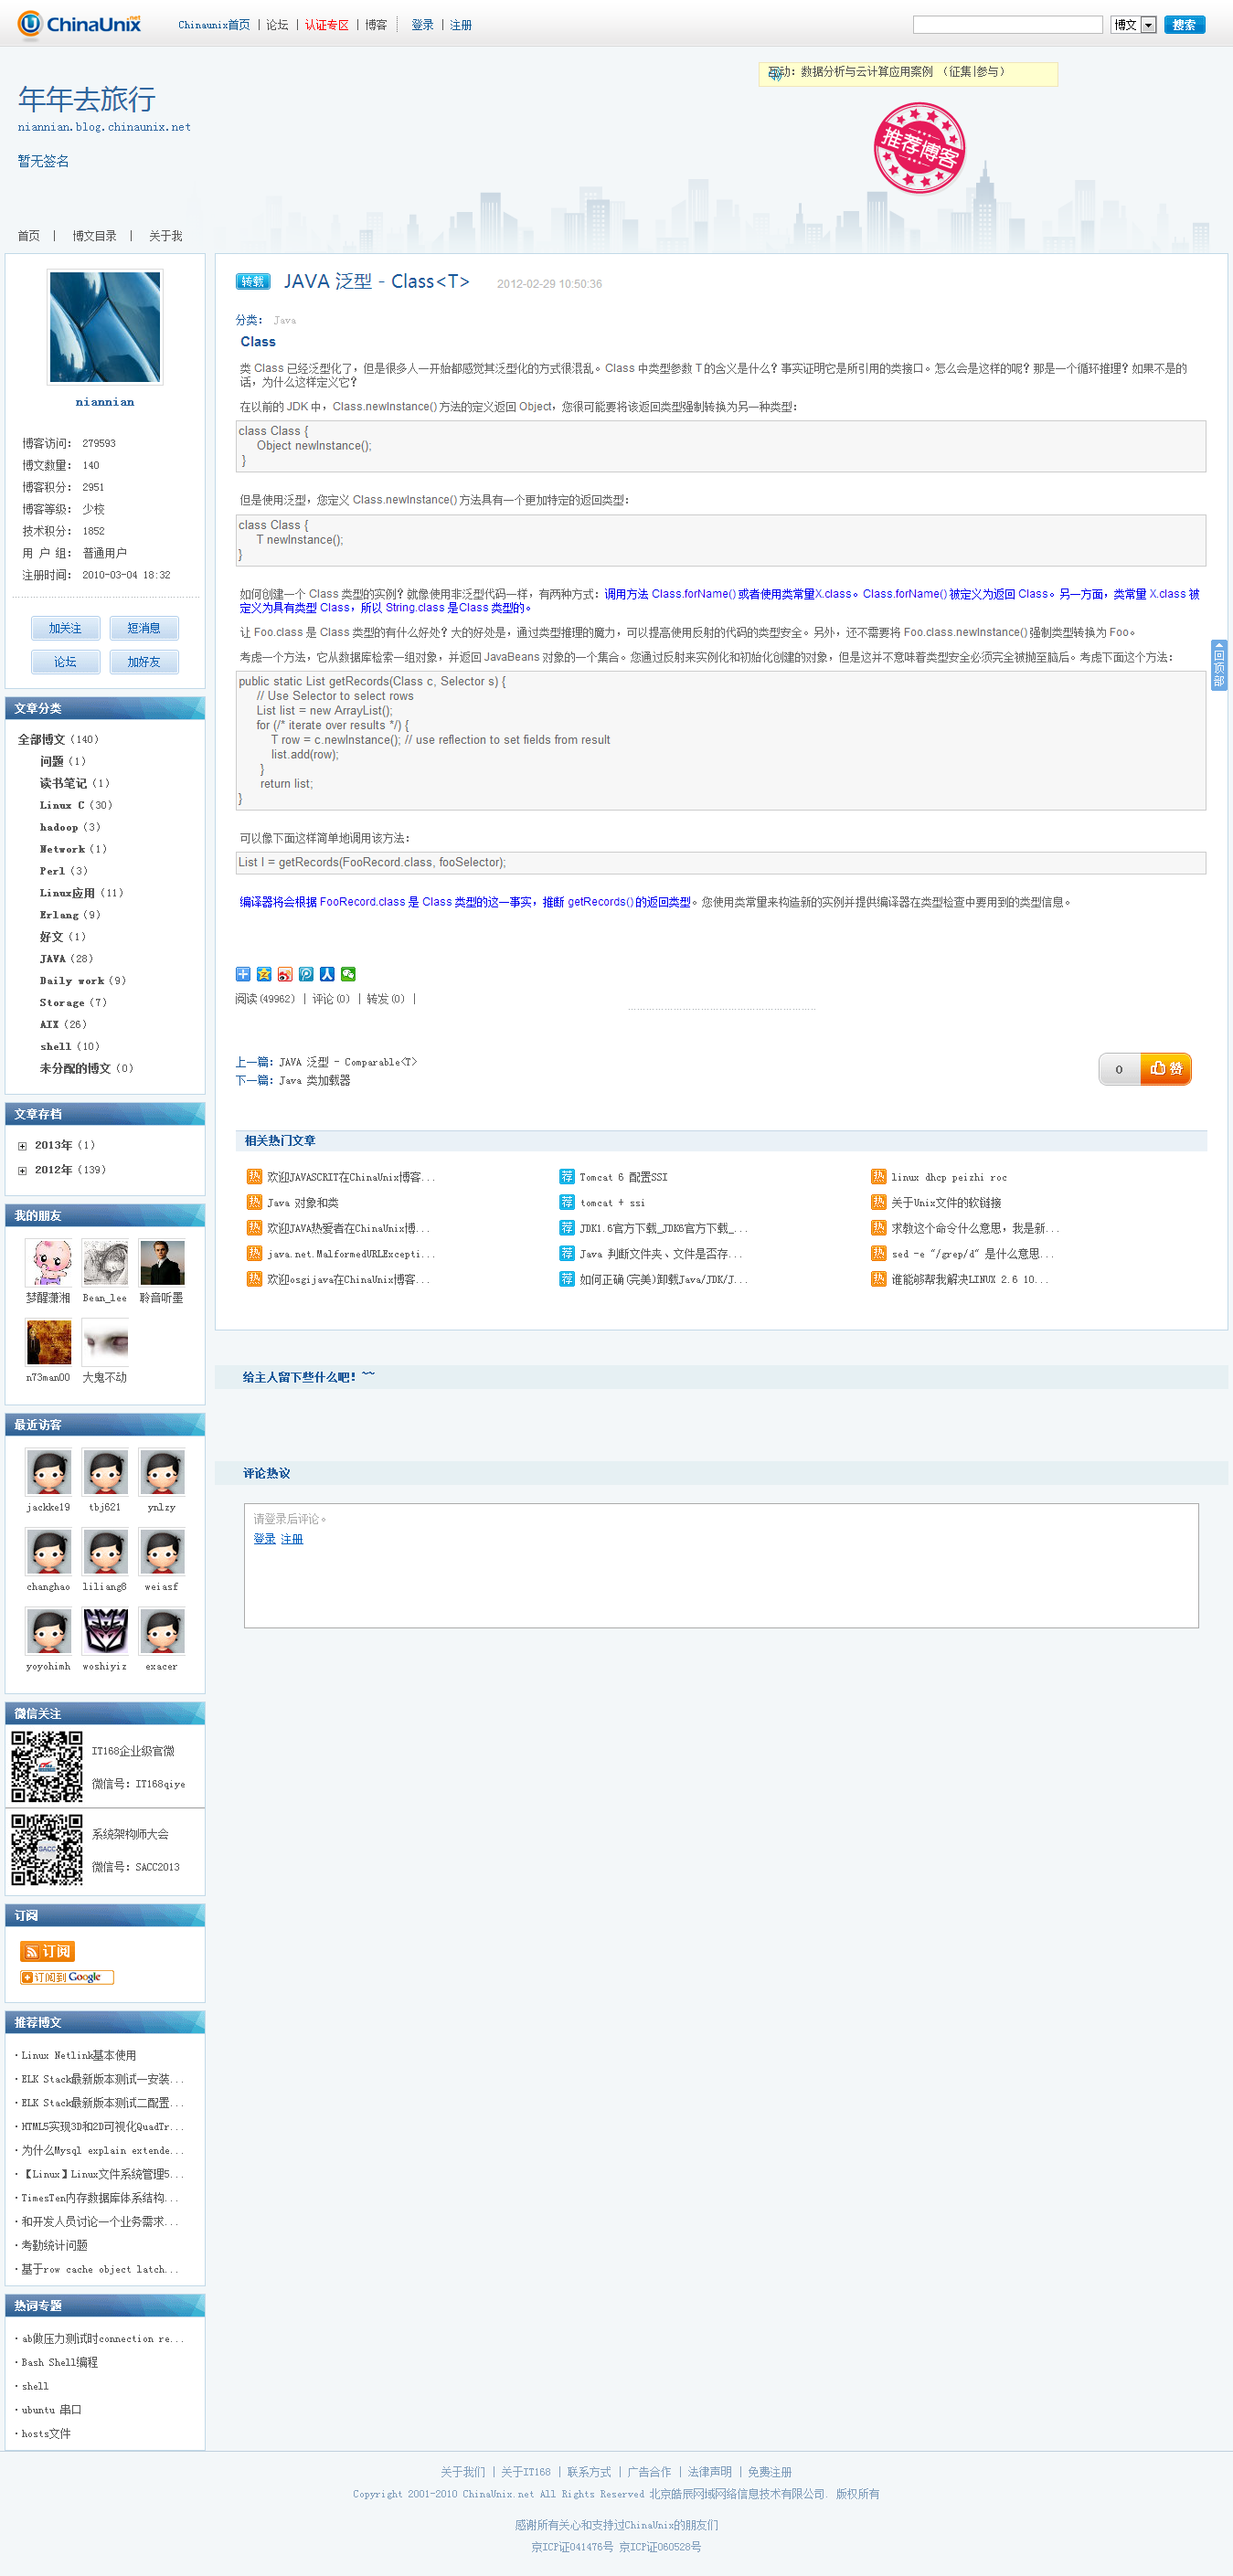 ChinaUnix.net
Chinaunix首页 | 论坛 | 认证专区 | 博客 登录 | 注册
博文 搜索
动：数据分析与云计算应用案例 （征集|参与）
年年去旅行
niannian.blog.chinaunix.net
暂无签名
推荐博客
首页 | 博文目录 | 关于我
niannian
博客访问： 279593
博文数量： 140
博客积分： 2951
博客等级： 少校
技术积分： 1852
用 户 组： 普通用户
注册时间： 2010-03-04 18:32
加关注 短消息
论坛 加好友
文章分类
全部博文（140）
问题（1）
读书笔记（1）
Linux C（30）
hadoop（3）
Network（1）
Perl（3）
Linux应用（11）
Erlang（9）
好文（1）
JAVA（28）
Daily work（9）
Storage（7）
AIX（26）
shell（10）
未分配的博文（0）
文章存档
2013年（1）
2012年（139）
我的朋友
梦醒潇湘 Bean_lee 聆音听墨
n73man00 大鬼不动
最近访客
jackke19 tbj621 ynlzy
changhao liliang8 weiasf
yoyohimh woshiyiz exacer
微信关注
IT168企业级官微
微信号：IT168qiye
系统架构师大会
微信号：SACC2013
SACC
订阅
订阅
订阅到 Google
推荐博文
·Linux Netlink基本使用
·ELK Stack最新版本测试一安装...
·ELK Stack最新版本测试二配置...
·HTML5实现3D和2D可视化QuadTr...
·为什么Mysql explain extende...
·【Linux】Linux文件系统管理5...
·TimesTen内存数据库体系结构...
·和开发人员讨论一个业务需求...
·考勤统计问题
·基于row cache object latch...
热词专题
·ab做压力测试时connection re...
·Bash Shell编程
·shell
·ubuntu 串口
·hosts文件
转载 JAVA 泛型 - Class<T> 2012-02-29 10:50:36
分类： Java
Class
类 Class 已经泛型化了，但是很多人一开始都感觉其泛型化的方式很混乱。Class 中类型参数 T 的含义是什么？事实证明它是所引用的类接口。怎么会是这样的呢？那是一个循环推理？如果不是的
话，为什么这样定义它？
在以前的 JDK 中，Class.newInstance() 方法的定义返回 Object，您很可能要将该返回类型强制转换为另一种类型：
class Class {
Object newInstance();
}
但是使用泛型，您定义 Class.newInstance() 方法具有一个更加特定的返回类型：
class Class {
T newInstance();
}
如何创建一个 Class 类型的实例？就像使用非泛型代码一样，有两种方式：调用方法 Class.forName() 或者使用类常量X.class。Class.forName() 被定义为返回 Class。另一方面，类常量 X.class 被
定义为具有类型 Class，所以 String.class 是Class 类型的。
让 Foo.class 是 Class 类型的有什么好处？大的好处是，通过类型推理的魔力，可以提高使用反射的代码的类型安全。另外，还不需要将 Foo.class.newInstance() 强制类型转换为 Foo。
考虑一个方法，它从数据库检索一组对象，并返回 JavaBeans 对象的一个集合。您通过反射来实例化和初始化创建的对象，但是这并不意味着类型安全必须完全被抛至脑后。考虑下面这个方法：
public static List getRecords(Class c, Selector s) {
// Use Selector to select rows
List list = new ArrayList();
for (/* iterate over results */) {
T row = c.newInstance(); // use reflection to set fields from result
list.add(row);
}
return list;
}
可以像下面这样简单地调用该方法：
List l = getRecords(FooRecord.class, fooSelector);
编译器将会根据 FooRecord.class 是 Class 类型的这一事实，推断 getRecords() 的返回类型。您使用类常量来构造新的实例并提供编译器在类型检查中要用到的类型信息。
回顶部
阅读(49962) | 评论(0) | 转发(0) |
上一篇：JAVA 泛型 - Comparable<T>
下一篇：Java 类加载器
0 赞
相关热门文章
热 欢迎JAVASCRIT在ChinaUnix博客... 荐 Tomcat 6 配置SSI 热 linux dhcp peizhi roc
热 Java 对象和类 荐 tomcat + ssi 热 关于Unix文件的软链接
热 欢迎JAVA热爱者在ChinaUnix博... 荐 JDK1.6官方下载_JDK6官方下载_... 热 求教这个命令什么意思，我是新...
热 java.net.MalformedURLExcepti... 荐 Java 判断文件夹、文件是否存... 热 sed -e "/grep/d" 是什么意思...
热 欢迎osgijava在ChinaUnix博客... 荐 如何正确(完美)卸载Java/JDK/J... 热 谁能够帮我解决LINUX 2.6 10...
给主人留下些什么吧！~~
评论热议
请登录后评论。
登录 注册
关于我们 | 关于IT168 | 联系方式 | 广告合作 | 法律声明 | 免费注册
Copyright 2001-2010 ChinaUnix.net All Rights Reserved 北京皓辰网域网络信息技术有限公司. 版权所有
感谢所有关心和支持过ChinaUnix的朋友们
京ICP证041476号 京ICP证060528号